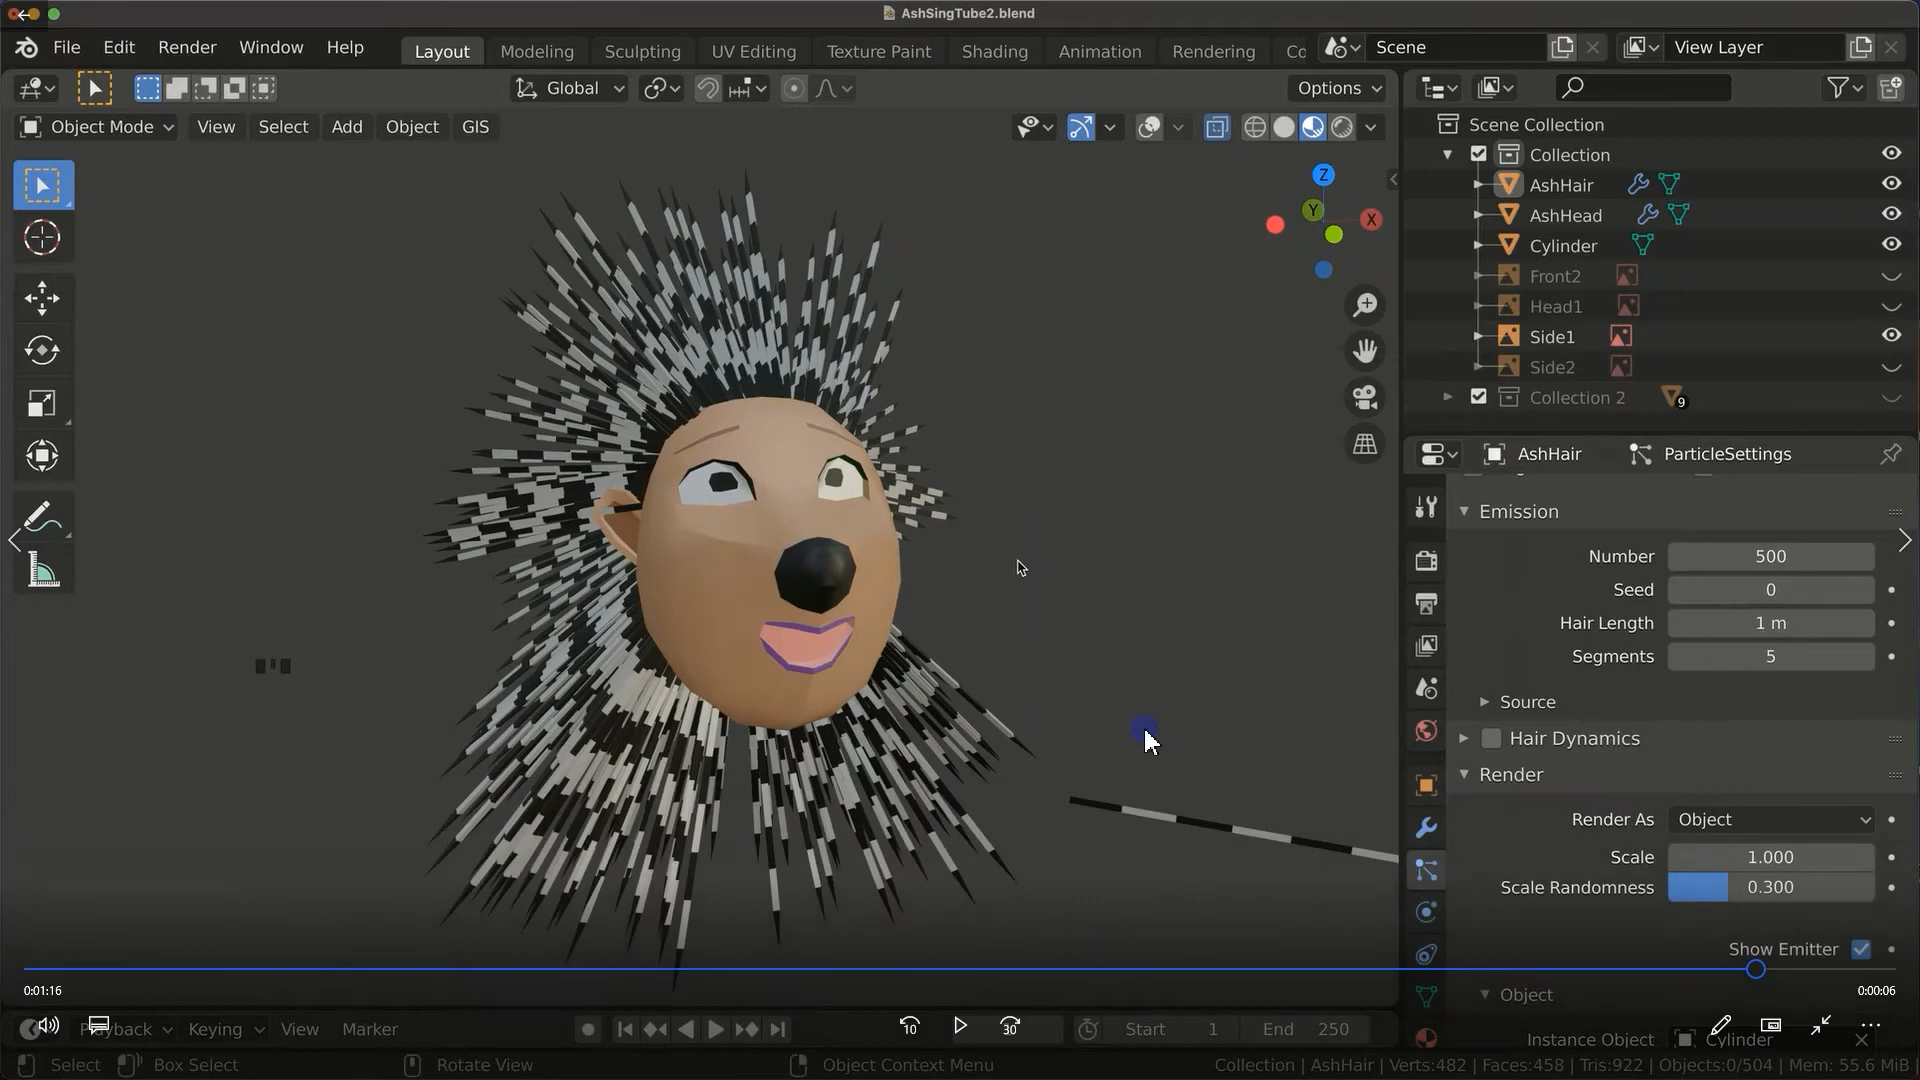 AshSingTube2.blend
File Edit Render Window Help Layout Modeling Sculpting UV Editing Texture Paint Shading Animation Rendering Co Scene View Layer
Global Options
Object Mode View Select Add Object GIS
Z
Y
X
Scene Collection
Collection
AshHair
AshHead
Cylinder
Front2
Head1
Side1
Side2
Collection 2 9
AshHair ParticleSettings
Emission
Number 500
Seed 0
Hair Length 1 m
Segments 5
Source
Hair Dynamics
Render
Render As Object
Scale 1.000
Scale Randomness 0.300
Show Emitter
0:01:16 0:00:06
Object
Playback Keying View Marker 10 30 Start 1 End 250
Instance Object Cylinder
Select Box Select Rotate View Object Context Menu Collection | AshHair | Verts:482 | Faces:458 | Tris:922 | Objects:0/504 | Mem: 55.6 MiB